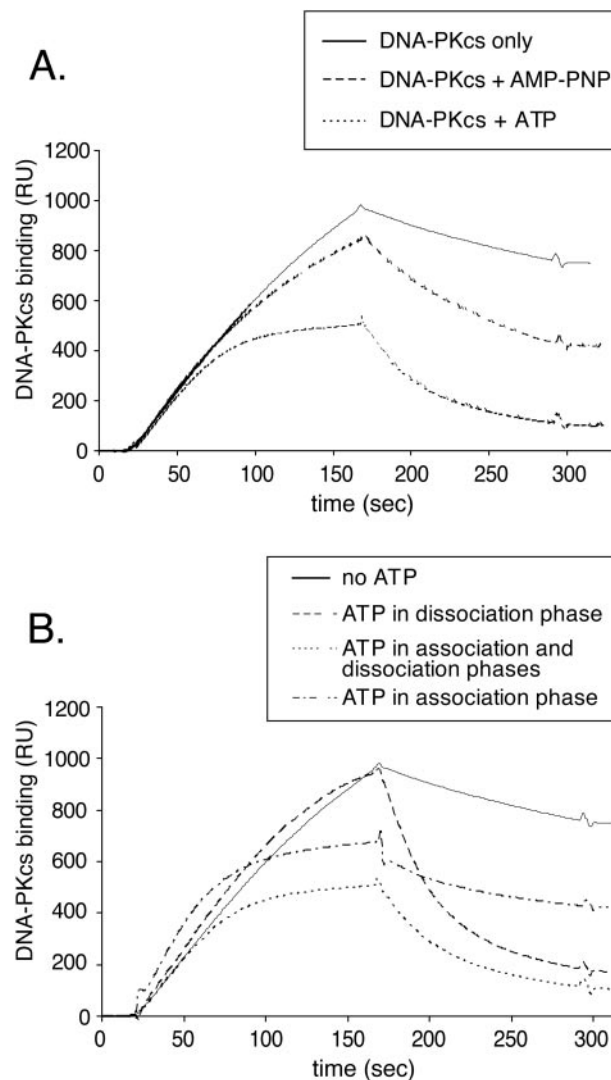 A.
DNA-PKcs only
DNA-PKcs + AMP-PNP
DNA-PKcs + ATP
DNA-PKcs binding (RU)
1200
1000
800
600
400
200
0
0 50 100 150 200 250 300
time (sec)
B.
no ATP
ATP in dissociation phase
ATP in association and
dissociation phases
ATP in association phase
DNA-PKcs binding (RU)
1200
1000
800
600
400
200
0
0 50 100 150 200 250 300
time (sec)